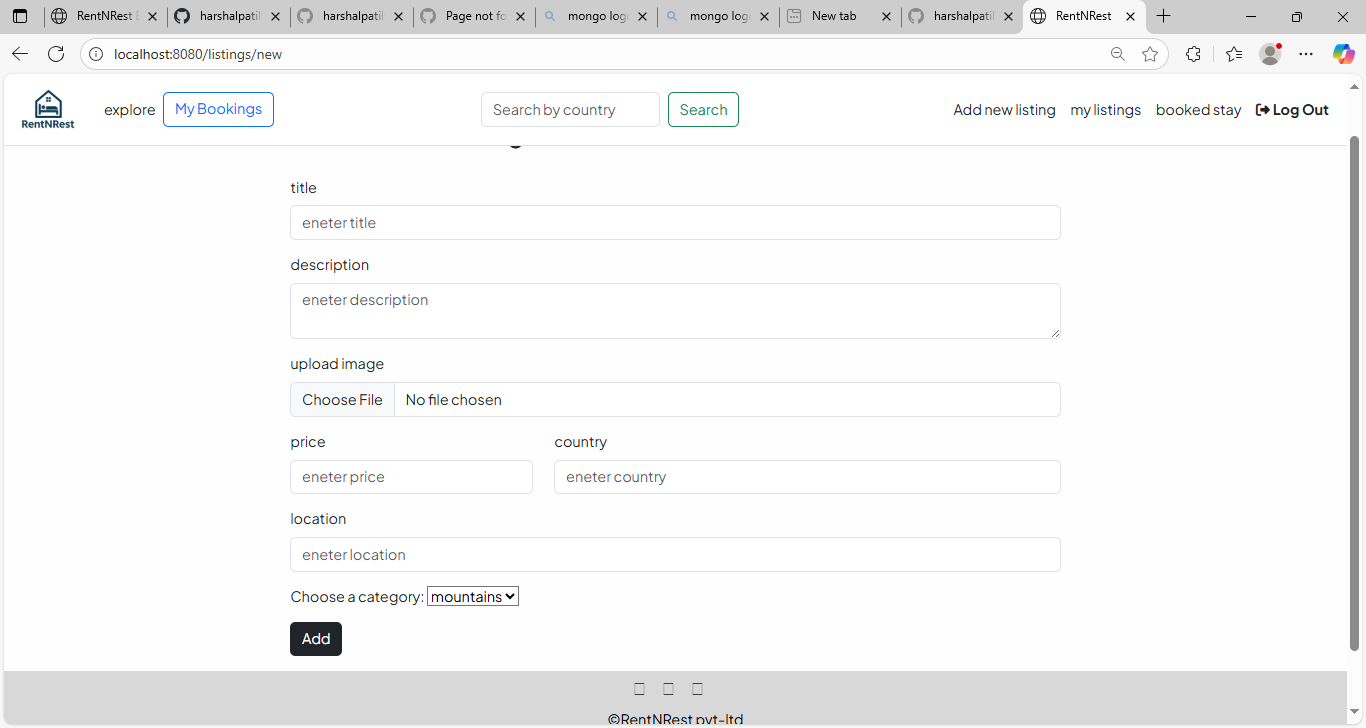 RentNRest
harshalpatil
harshalpatil
Page not fo
mongo log
mongo log
New tab
harshalpatil
RentNRest
localhost:8080/listings/new
RentNRest
explore
My Bookings
Search by country
Search
Add new listing
my listings
booked stay
Log Out
title
eneter title
description
eneter description
upload image
Choose File
No file chosen
price
country
eneter price
eneter country
location
eneter location
Choose a category: mountains
Add
©RentNRest pvt-ltd